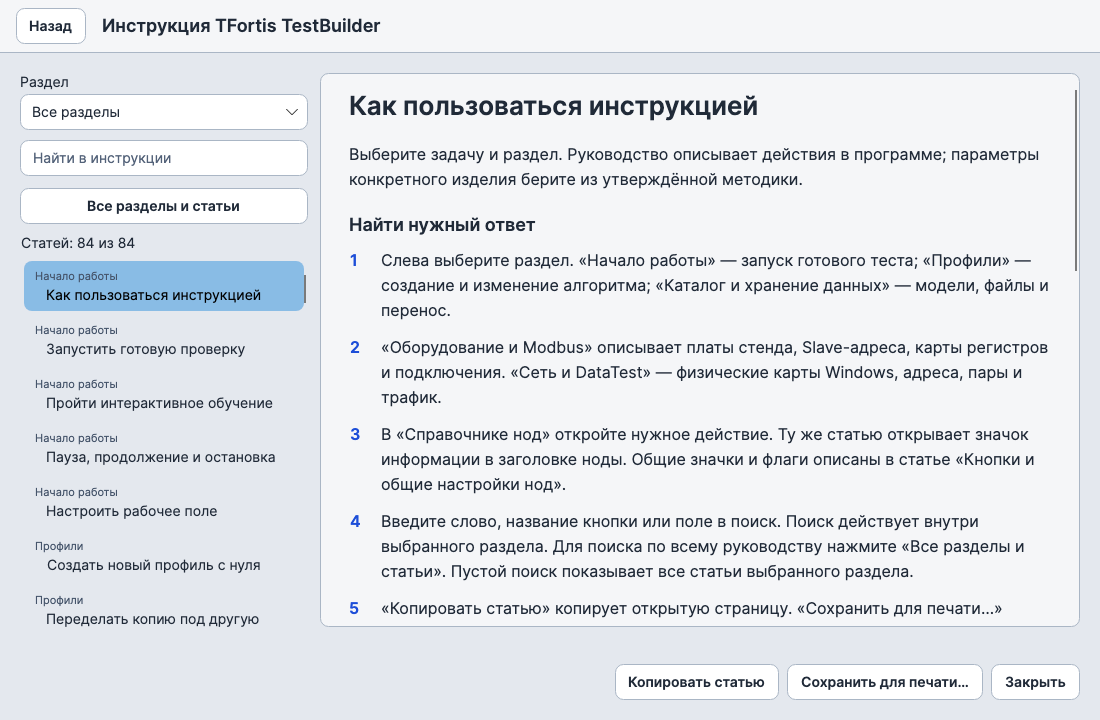 Назад
Инструкция TFortis TestBuilder
Раздел
Все разделы
Найти в инструкции
Все разделы и статьи
Статей: 84 из 84
Начало работы
Как пользоваться инструкцией
Начало работы
Запустить готовую проверку
Начало работы
Пройти интерактивное обучение
Начало работы
Пауза, продолжение и остановка
Начало работы
Настроить рабочее поле
Профили
Создать новый профиль с нуля
Профили
Переделать копию под другую
Как пользоваться инструкцией
Выберите задачу и раздел. Руководство описывает действия в программе; параметры
конкретного изделия берите из утверждённой методики.
Найти нужный ответ
1 Слева выберите раздел. «Начало работы» — запуск готового теста; «Профили» —
создание и изменение алгоритма; «Каталог и хранение данных» — модели, файлы и
перенос.
2 «Оборудование и Modbus» описывает платы стенда, Slave-адреса, карты регистров
и подключения. «Сеть и DataTest» — физические карты Windows, адреса, пары и
трафик.
3 В «Справочнике нод» откройте нужное действие. Ту же статью открывает значок
информации в заголовке ноды. Общие значки и флаги описаны в статье «Кнопки и
общие настройки нод».
4 Введите слово, название кнопки или поле в поиск. Поиск действует внутри
выбранного раздела. Для поиска по всему руководству нажмите «Все разделы и
статьи». Пустой поиск показывает все статьи выбранного раздела.
5 «Копировать статью» копирует открытую страницу. «Сохранить для печати…»
Копировать статью
Сохранить для печати…
Закрыть